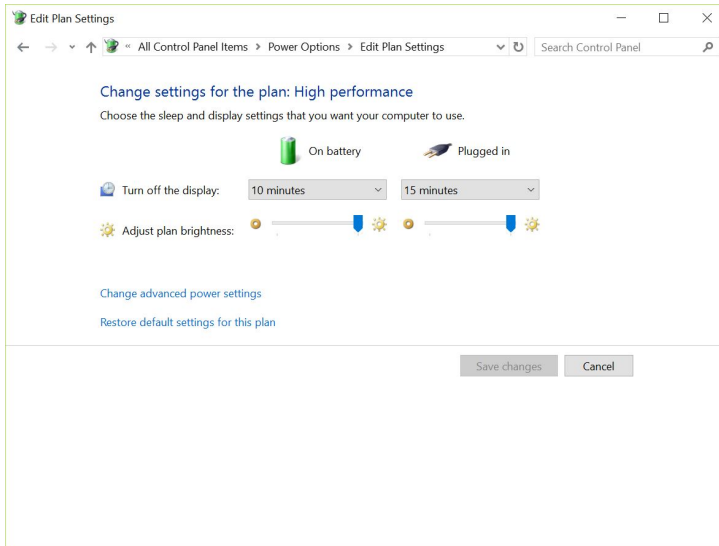 Edit Plan Settings
« All Control Panel Items > Power Options > Edit Plan Settings
Search Control Panel
Change settings for the plan: High performance
Choose the sleep and display settings that you want your computer to use.
On battery Plugged in
Turn off the display: 10 minutes 15 minutes
Adjust plan brightness:
Change advanced power settings
Restore default settings for this plan
Save changes Cancel